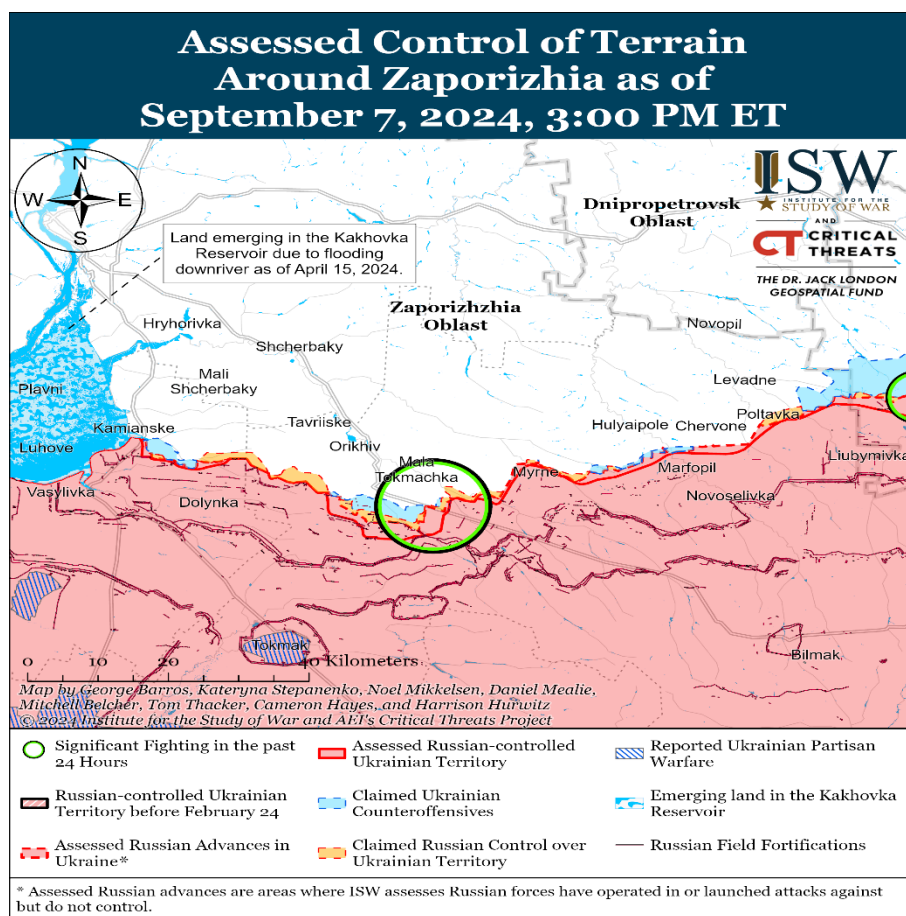 Assessed Control of Terrain
Around Zaporizhia as of
September 7, 2024, 3:00 PM ET
N
W E
S
ISW
INSTITUTE FOR THE
STUDY OF WAR
AND
CT CRITICAL
THREATS
THE DR. JACK LONDON
GEOSPATIAL FUND
Dnipropetrovsk
Oblast
Land emerging in the Kakhovka
Reservoir due to flooding
downriver as of April 15, 2024.
Zaporizhzhia
Oblast
Hryhorivka
Novopil
Shcherbaky
Mali
Shcherbaky
Levadne
Plavni
Tavriiske
Poltavka
Kamianske
Hulyaipole
Chervone
Orikhiv
Luhove
Mala
Tokmachka
Myrne
Marfopil
Liubymivka
Vasylivka
Dolynka
Novoselivka
Tokmak
Bilmak
0 10 20 40 Kilometers
Map by George Barros, Kateryna Stepanenko, Noel Mikkelsen, Daniel Mealie,
Mitchell Belcher, Tom Thacker, Cameron Hayes, and Harrison Hurwitz
© 2024 Institute for the Study of War and AEI's Critical Threats Project
Significant Fighting in the past
24 Hours
Assessed Russian-controlled
Ukrainian Territory
Reported Ukrainian Partisan
Warfare
Russian-controlled Ukrainian
Territory before February 24
Claimed Ukrainian
Counteroffensives
Emerging land in the Kakhovka
Reservoir
Assessed Russian Advances in
Ukraine*
Claimed Russian Control over
Ukrainian Territory
Russian Field Fortifications
* Assessed Russian advances are areas where ISW assesses Russian forces have operated in or launched attacks against
but do not control.